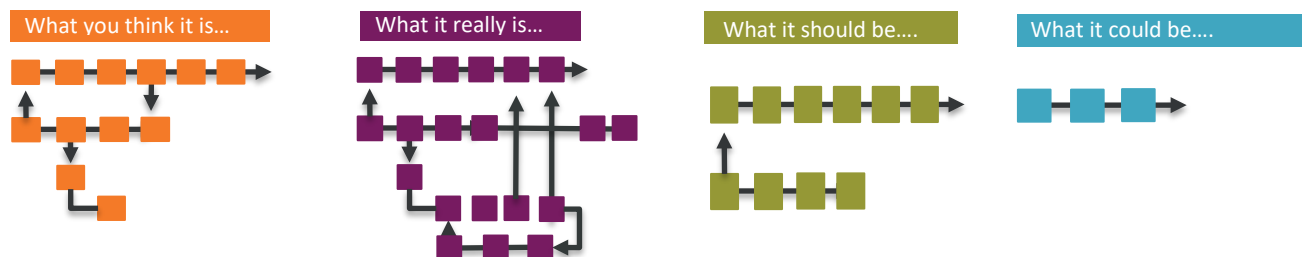 What you think it is...
What it really is...
What it should be....
What it could be....